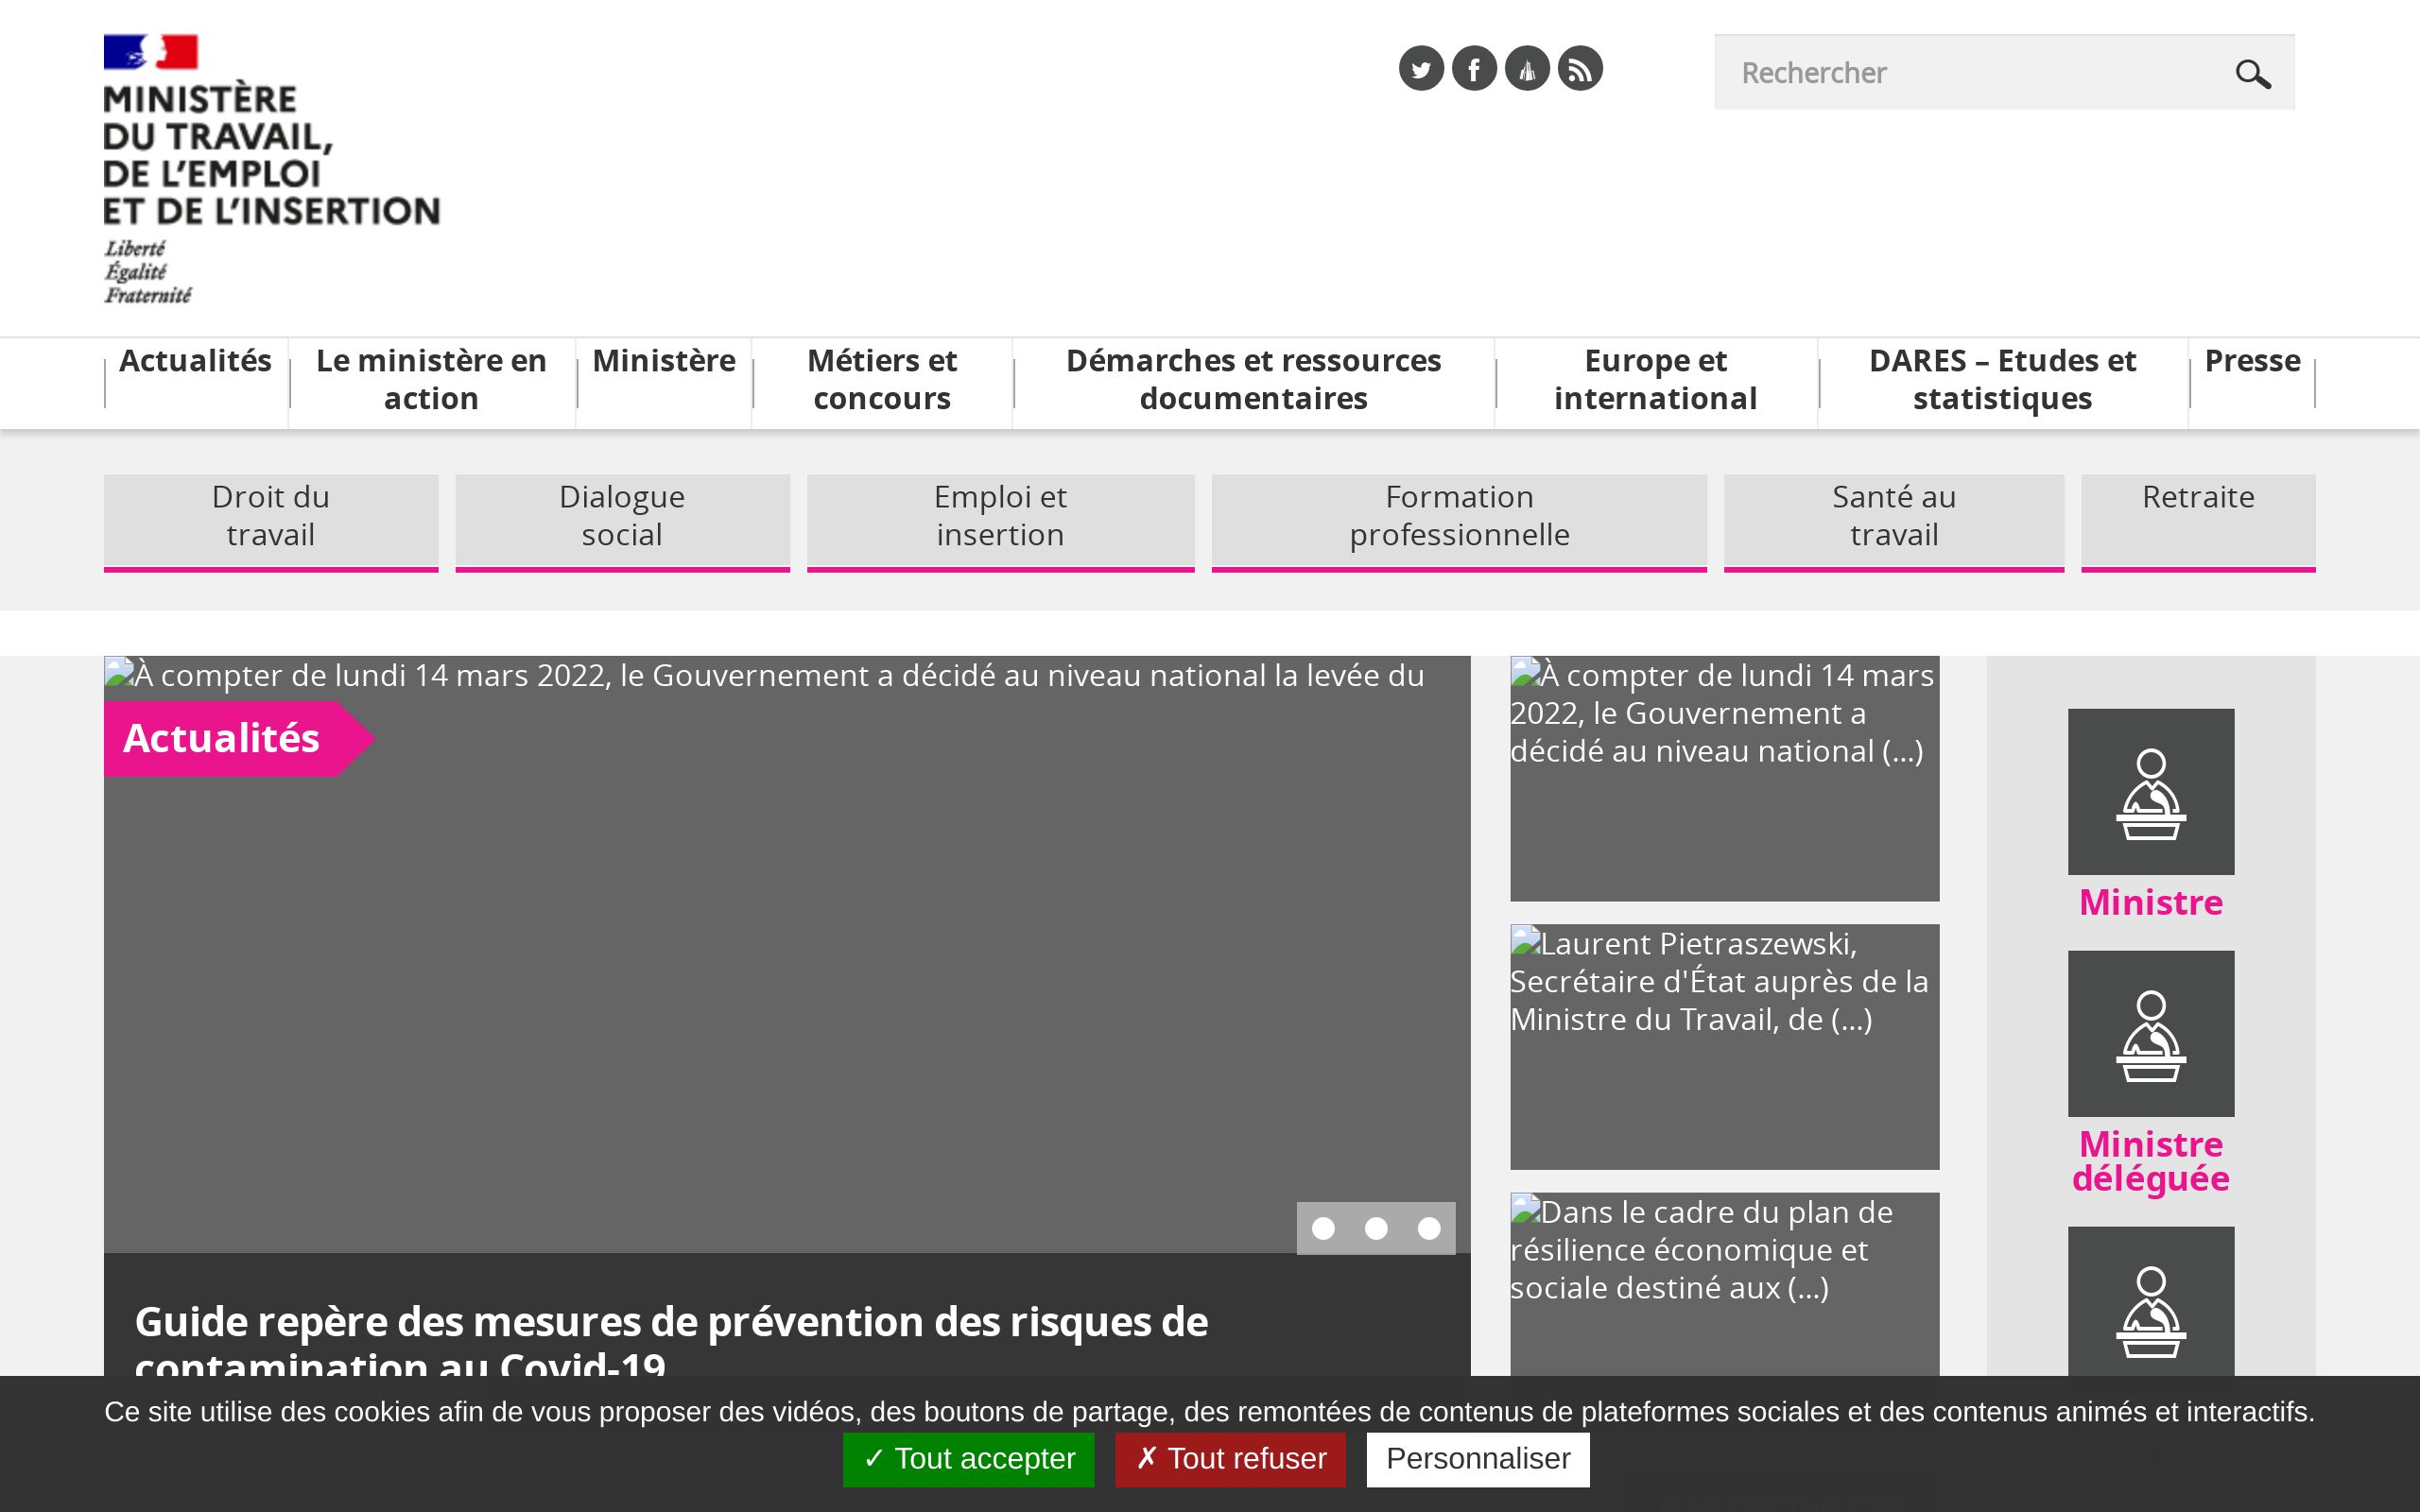 MINISTÈRE
DU TRAVAIL,
DE L'EMPLOI
ET DE L'INSERTION
Liberté
Égalité
Fraternité
Rechercher
Actualités
Le ministère en
action
Ministère
Métiers et
concours
Démarches et ressources
documentaires
Europe et
international
DARES – Etudes et
statistiques
Presse
Droit du
travail
Dialogue
social
Emploi et
insertion
Formation
professionnelle
Santé au
travail
Retraite
À compter de lundi 14 mars 2022, le Gouvernement a décidé au niveau national la levée du
Actualités
Guide repère des mesures de prévention des risques de
contamination au Covid-19
À compter de lundi 14 mars
2022, le Gouvernement a
décidé au niveau national (...)
Laurent Pietraszewski,
Secrétaire d'État auprès de la
Ministre du Travail, de (...)
Dans le cadre du plan de
résilience économique et
sociale destiné aux (...)
Ministre
Ministre
déléguée
Ce site utilise des cookies afin de vous proposer des vidéos, des boutons de partage, des remontées de contenus de plateformes sociales et des contenus animés et interactifs.
✓ Tout accepter
✗ Tout refuser
Personnaliser